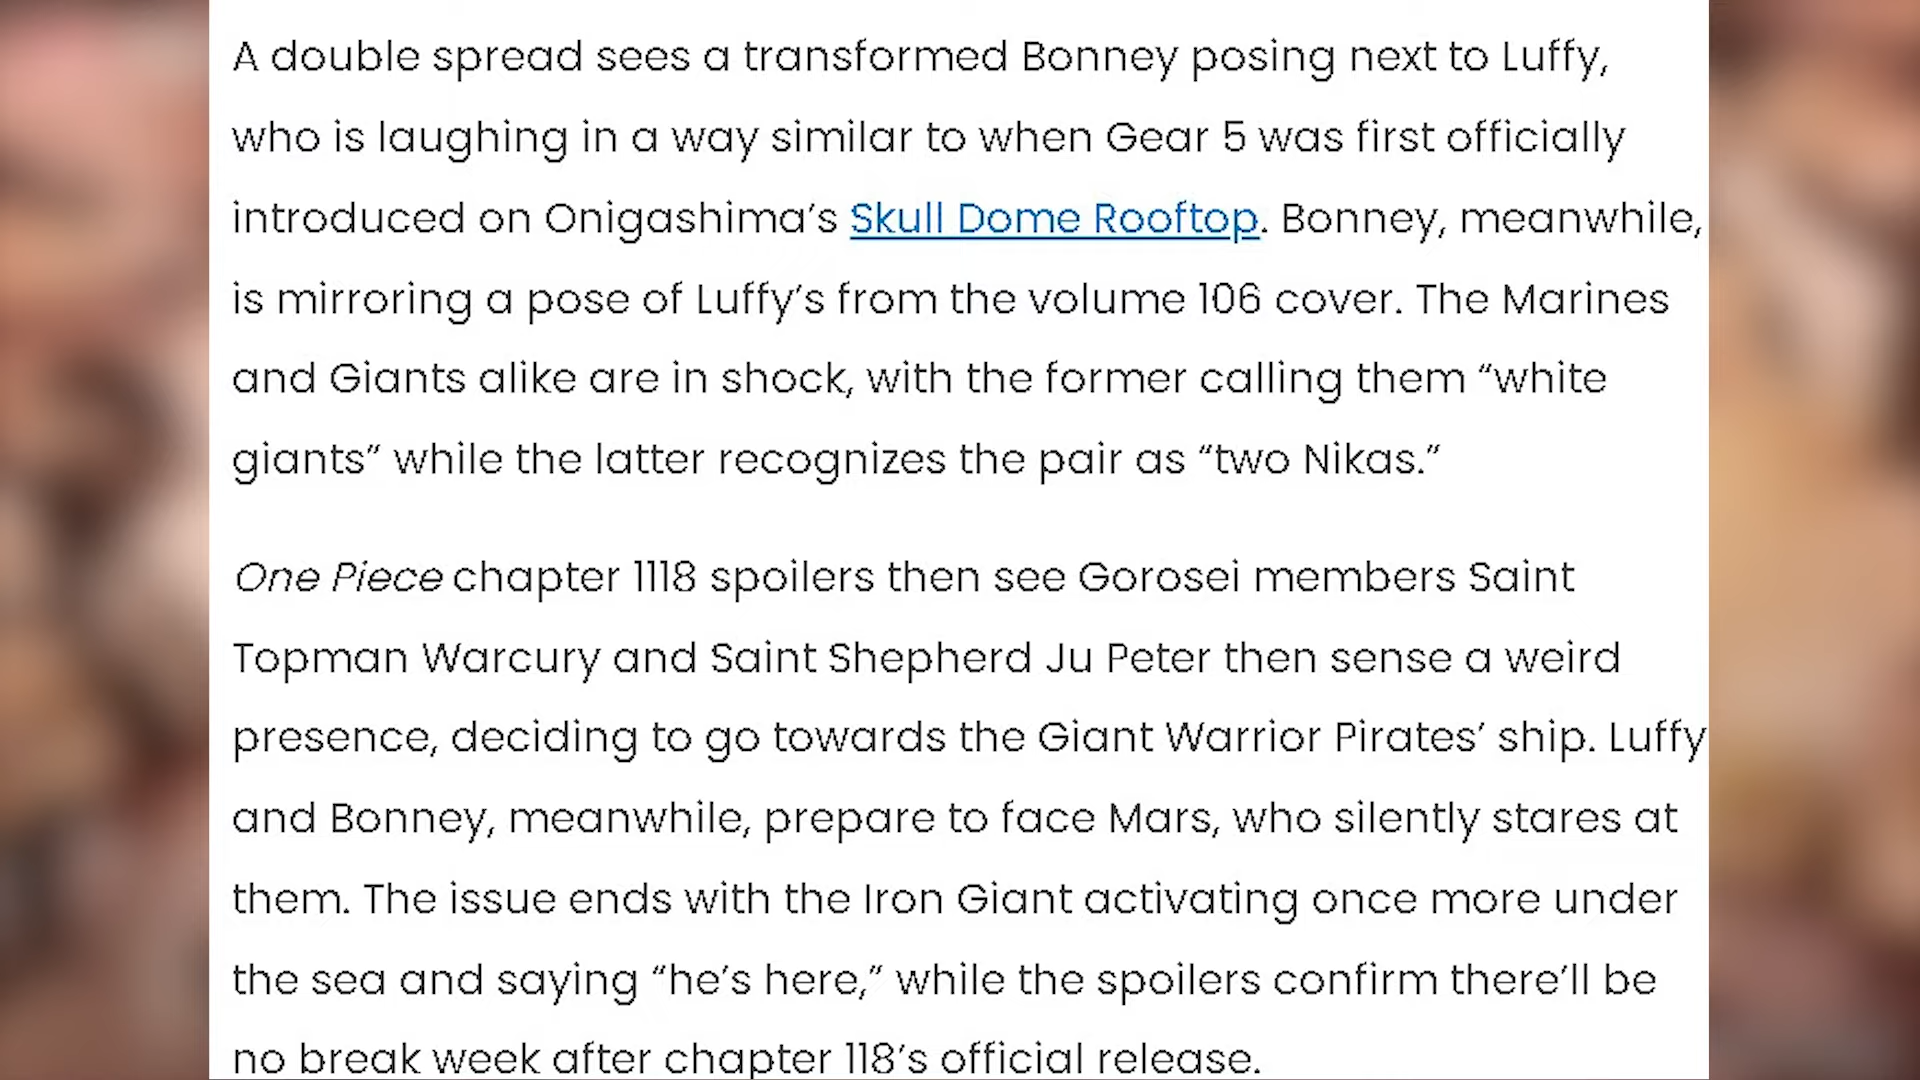 A double spread sees a transformed Bonney posing next to Luffy,
who is laughing in a way similar to when Gear 5 was first officially
introduced on Onigashima’s Skull Dome Rooftop. Bonney, meanwhile,
is mirroring a pose of Luffy’s from the volume 106 cover. The Marines
and Giants alike are in shock, with the former calling them “white
giants” while the latter recognizes the pair as “two Nikas.”
One Piece chapter 1118 spoilers then see Gorosei members Saint
Topman Warcury and Saint Shepherd Ju Peter then sense a weird
presence, deciding to go towards the Giant Warrior Pirates’ ship. Luffy
and Bonney, meanwhile, prepare to face Mars, who silently stares at
them. The issue ends with the Iron Giant activating once more under
the sea and saying “he’s here,” while the spoilers confirm there’ll be
no break week after chapter 118’s official release.